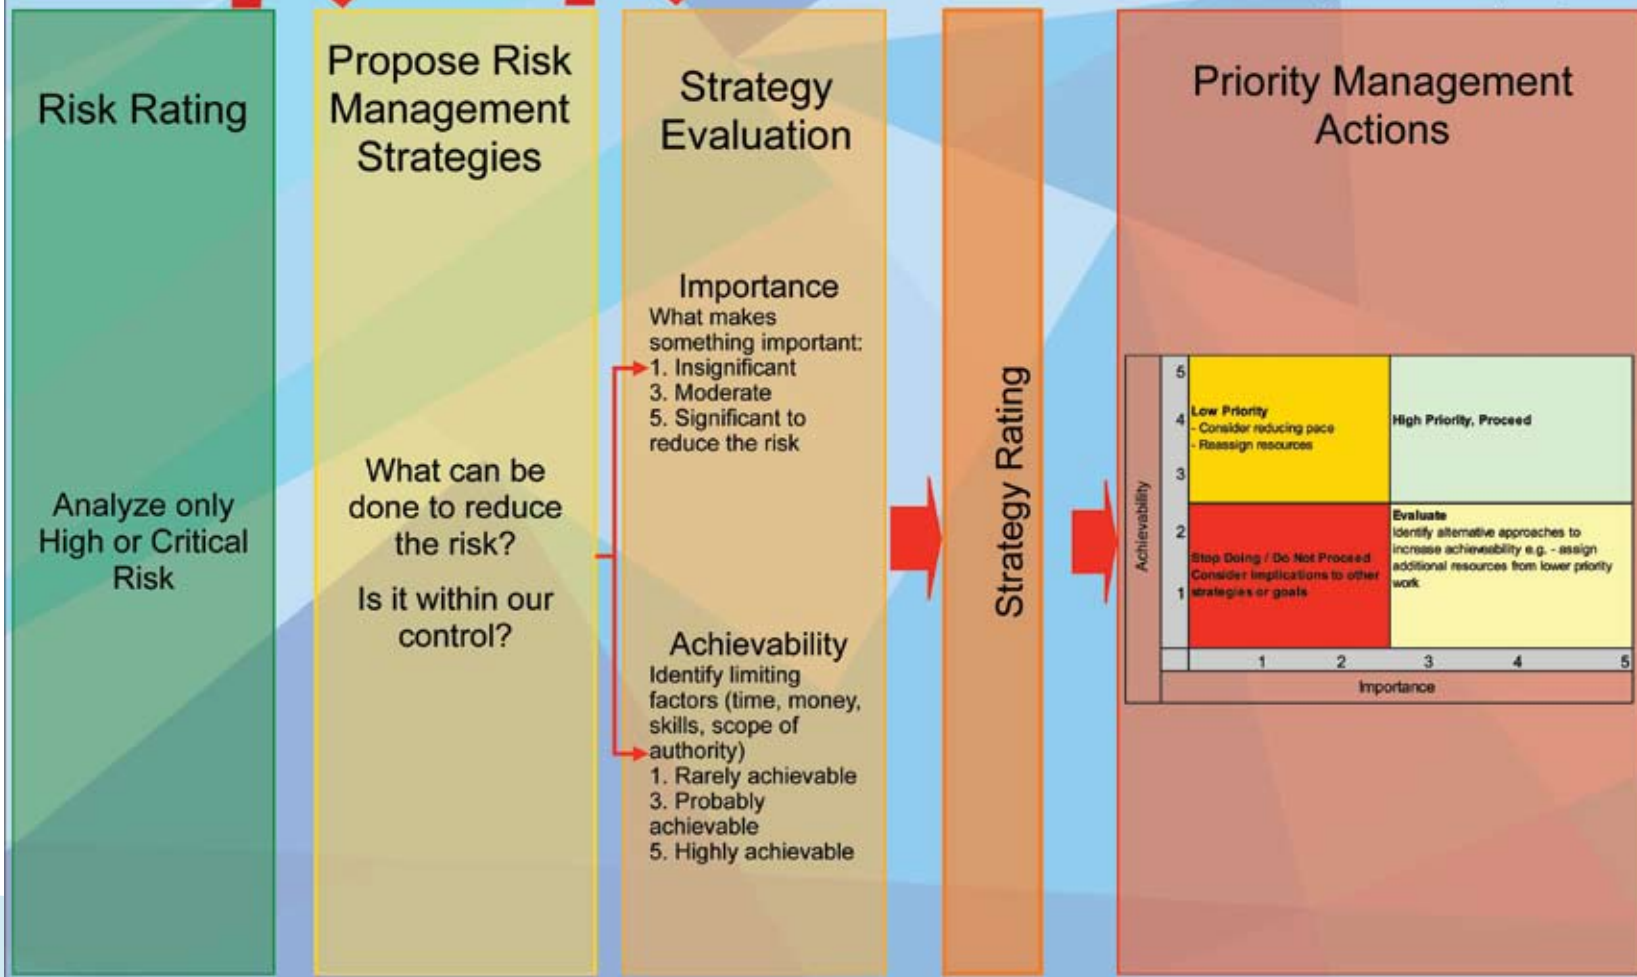 Risk Rating
Analyze only
High or Critical
Risk
Propose Risk
Management
Strategies
What can be
done to reduce
the risk?
Is it within our
control?
Strategy
Evaluation
Importance
What makes
something important:
1. Insignificant
3. Moderate
5. Significant to
reduce the risk
Achievability
Identify limiting
factors (time, money,
skills, scope of
authority)
1. Rarely achievable
3. Probably
achievable
5. Highly achievable
Strategy Rating
Priority Management
Actions
Achievability
5
4
3
2
1
Low Priority
- Consider reducing pace
- Reassign resources
High Priority, Proceed
Stop Doing / Do Not Proceed
Consider Implications to other
strategies or goals
Evaluate
Identify alternative approaches to
increase achieveability e.g. - assign
additional resources from lower priority
work
1 2 3 4 5
Importance